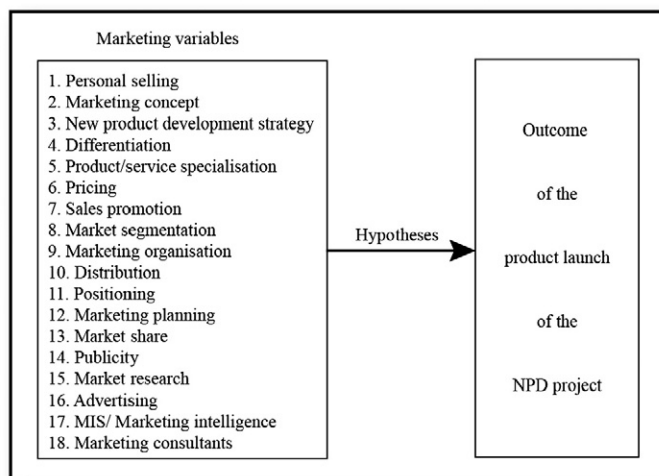 Marketing variables
1. Personal selling
2. Marketing concept
3. New product development strategy
4. Differentiation
5. Product/service specialisation
6. Pricing
7. Sales promotion
8. Market segmentation
9. Marketing organisation
10. Distribution
11. Positioning
12. Marketing planning
13. Market share
14. Publicity
15. Market research
16. Advertising
17. MIS/ Marketing intelligence
18. Marketing consultants
Hypotheses
Outcome
of the
product launch
of the
NPD project